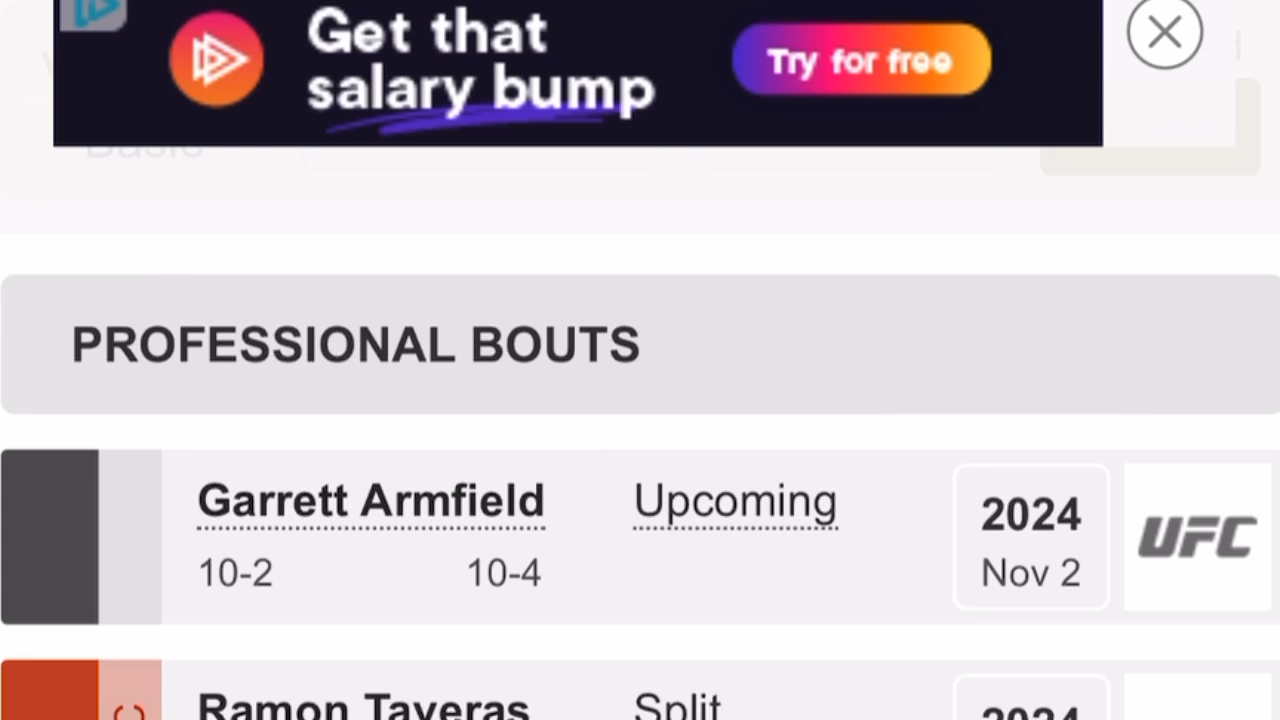 Get that
salary bump
Try for free
Basic
PROFESSIONAL BOUTS
Garrett Armfield
Upcoming
10-2
10-4
2024
Nov 2
UFC
Ramon Taveras
Split
2024